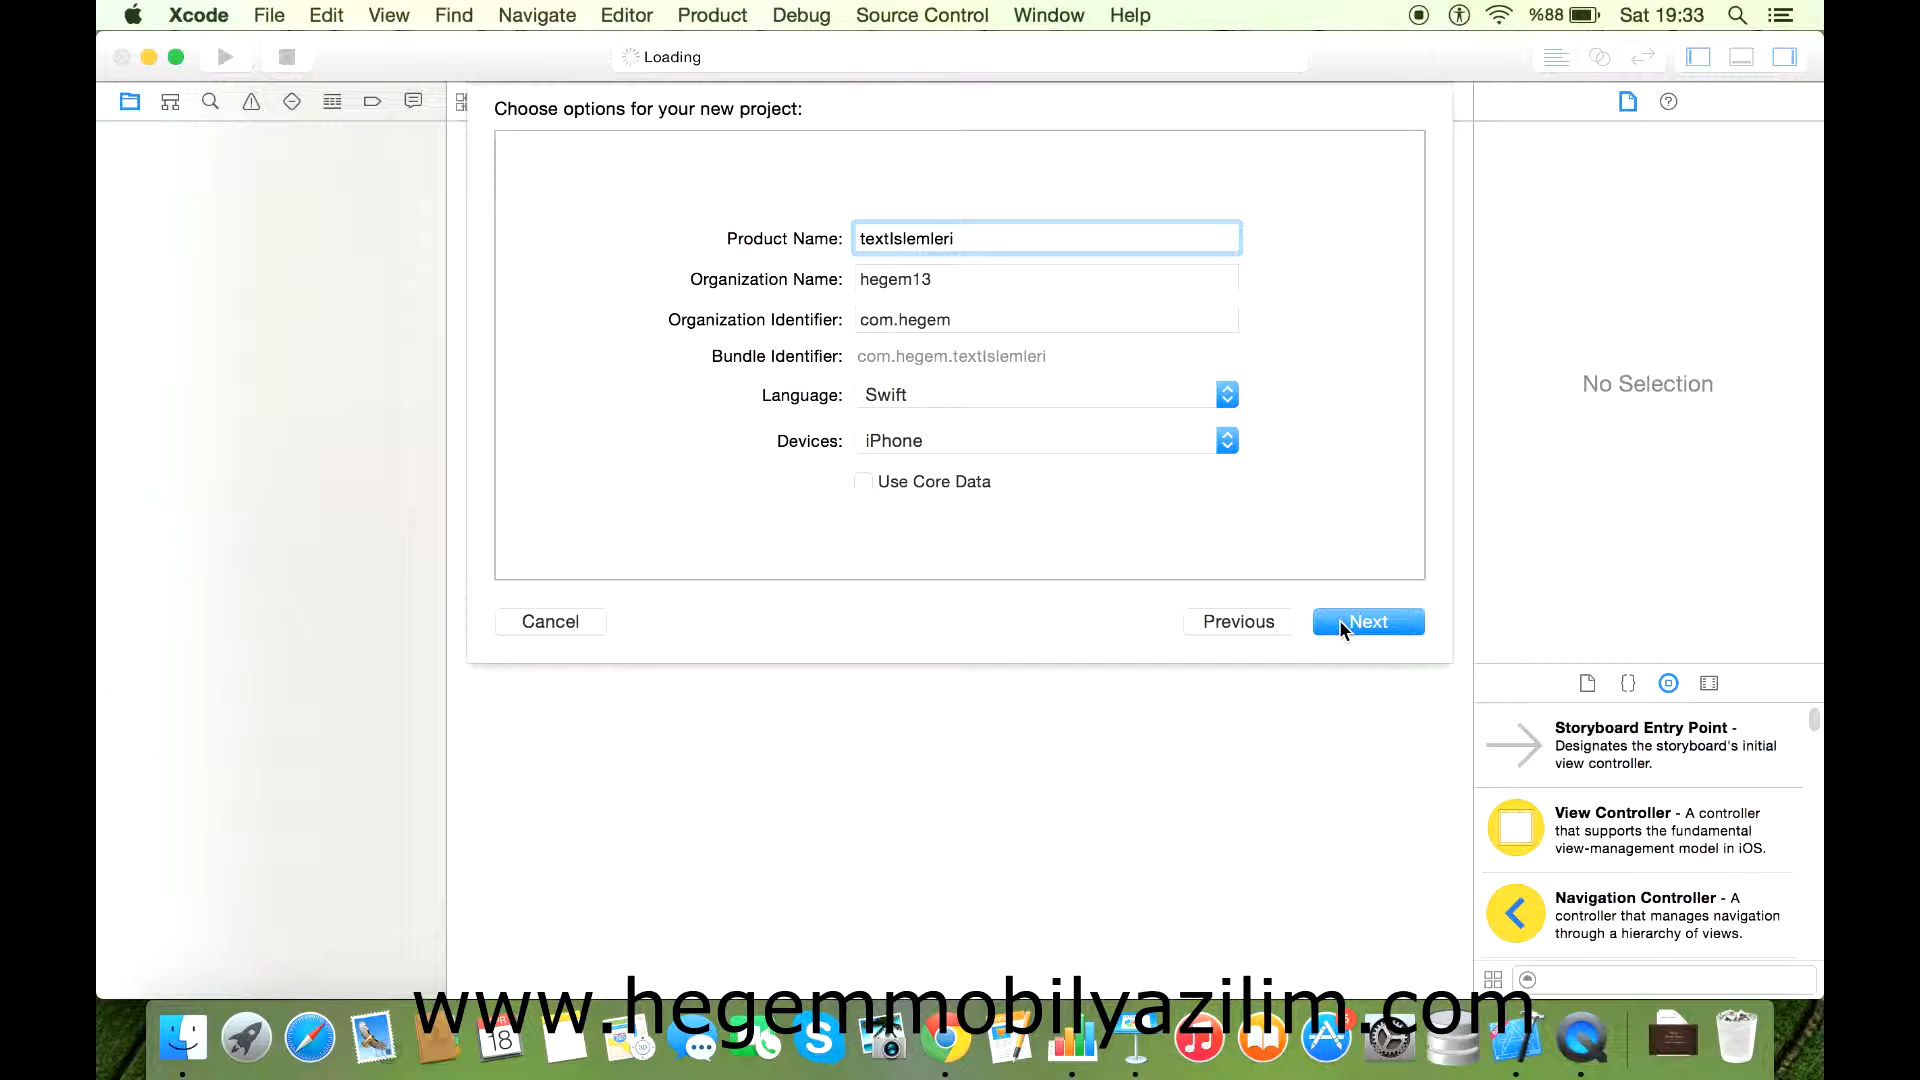 Xcode File Edit View Find Navigate Editor Product Debug Source Control Window Help %88 Sat 19:33
Loading
Choose options for your new project:
Product Name: textIslemleri
Organization Name: hegem13
Organization Identifier: com.hegem
Bundle Identifier: com.hegem.textIslemleri
Language: Swift
Devices: iPhone
Use Core Data
Cancel Previous Next
No Selection
Storyboard Entry Point -
Designates the storyboard's initial
view controller.
View Controller - A controller
that supports the fundamental
view-management model in iOS.
Navigation Controller - A
controller that manages navigation
through a hierarchy of views.
www.hegemmobilyazilim.com
18